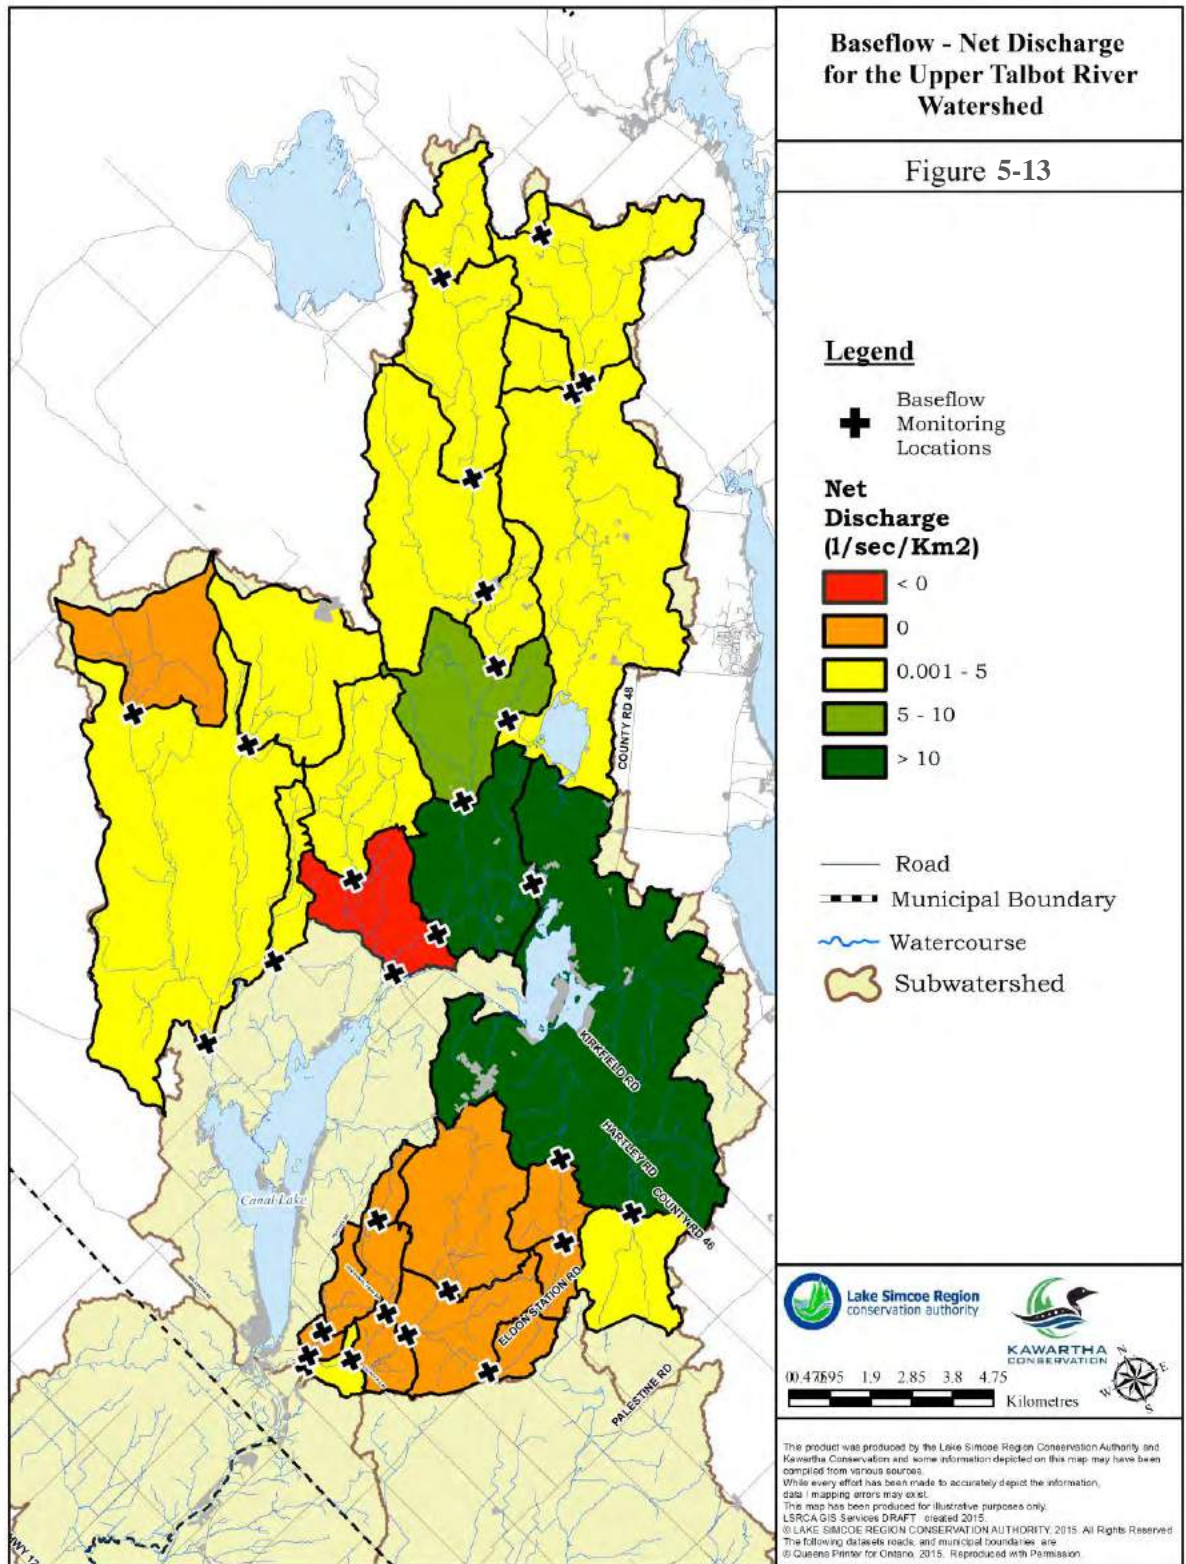 Baseflow - Net Discharge
for the Upper Talbot River
Watershed
Figure 5-13
Legend
Baseflow
Monitoring
Locations
Net
Discharge
(l/sec/Km2)
< 0
0
0.001 - 5
5 - 10
> 10
Road
Municipal Boundary
Watercourse
Subwatershed
COUNTY RD 48
KIRKFIELD RD
HARTLEY RD
COUNTY RD 46
Canal Lake
ELDON STATION RD
PALESTINE RD
HWY 12
Lake Simcoe Region
conservation authority
KAWARTHA
CONSERVATION
N
E
S
W
1.9 2.85 3.8 4.75
Kilometres
This product was produced by the Lake Simcoe Region Conservation Authority and
Kawartha Conservation and some information depicted on this map may have been
compiled from various sources.
While every effort has been made to accurately depict the information,
data / mapping errors may exist.
This map has been produced for illustrative purposes only.
LSRCA GIS Services DRAFT created 2015.
© LAKE SIMCOE REGION CONSERVATION AUTHORITY, 2015. All Rights Reserved
The following datasets roads, and municipal boundaries are
© Queens Printer for Ontario, 2015. Reproduced with Permission.